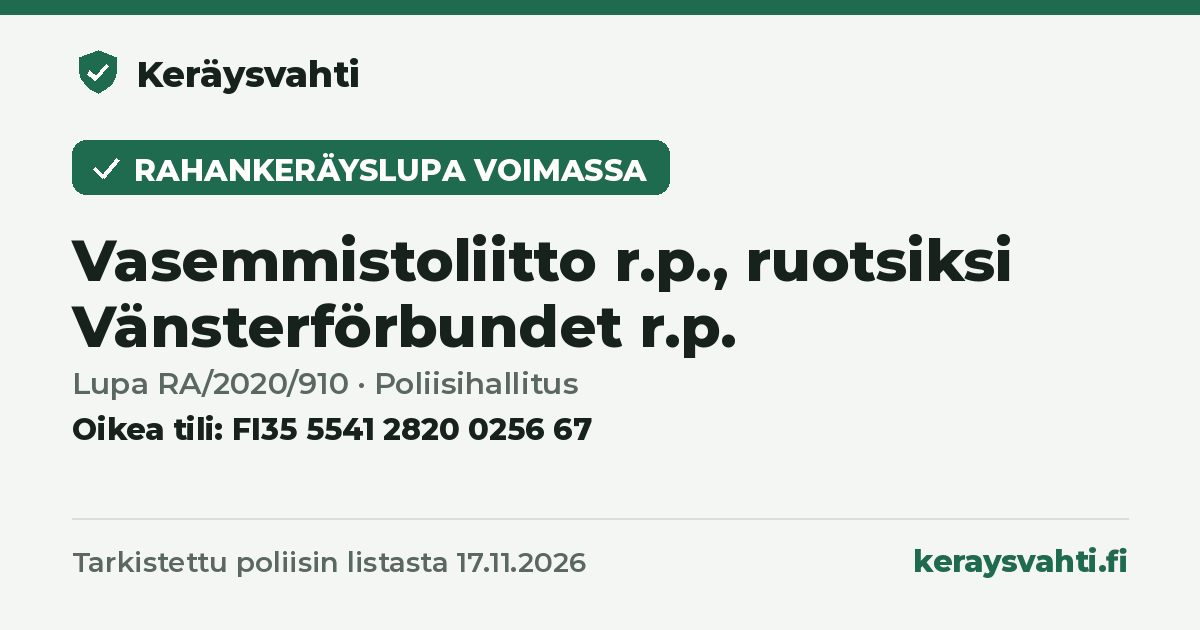 Keräysvahti
RAHANKERÄYSLUPA VOIMASSA
Vasemmistoliitto r.p., ruotsiksi
Vänsterförbundet r.p.
Lupa RA/2020/910 · Poliisihallitus
Oikea tili: FI35 5541 2820 0256 67
Tarkistettu poliisin listasta 17.11.2026
keraysvahti.fi